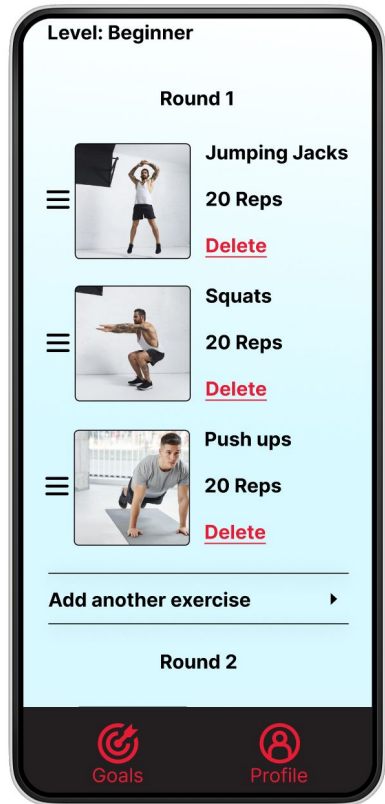 Level: Beginner
Round 1
Jumping Jacks
20 Reps
Delete
Squats
20 Reps
Delete
Push ups
20 Reps
Delete
Add another exercise
Round 2
Goals
Profile